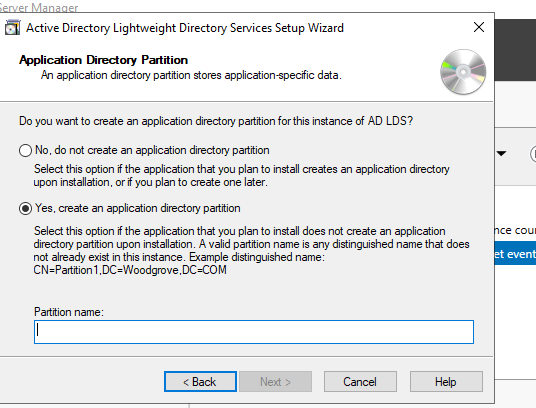 Server Manager
Active Directory Lightweight Directory Services Setup Wizard
Application Directory Partition
An application directory partition stores application-specific data.
Do you want to create an application directory partition for this instance of AD LDS?
No, do not create an application directory partition
Select this option if the application that you plan to install creates an application directory
upon installation, or if you plan to create one later.
Yes, create an application directory partition
Select this option if the application that you plan to install does not create an application
directory partition upon installation. A valid partition name is any distinguished name that does
not already exist in this instance. Example distinguished name:
CN=Partition1,DC=Woodgrove,DC=COM
Partition name:
< Back
Next >
Cancel
Help